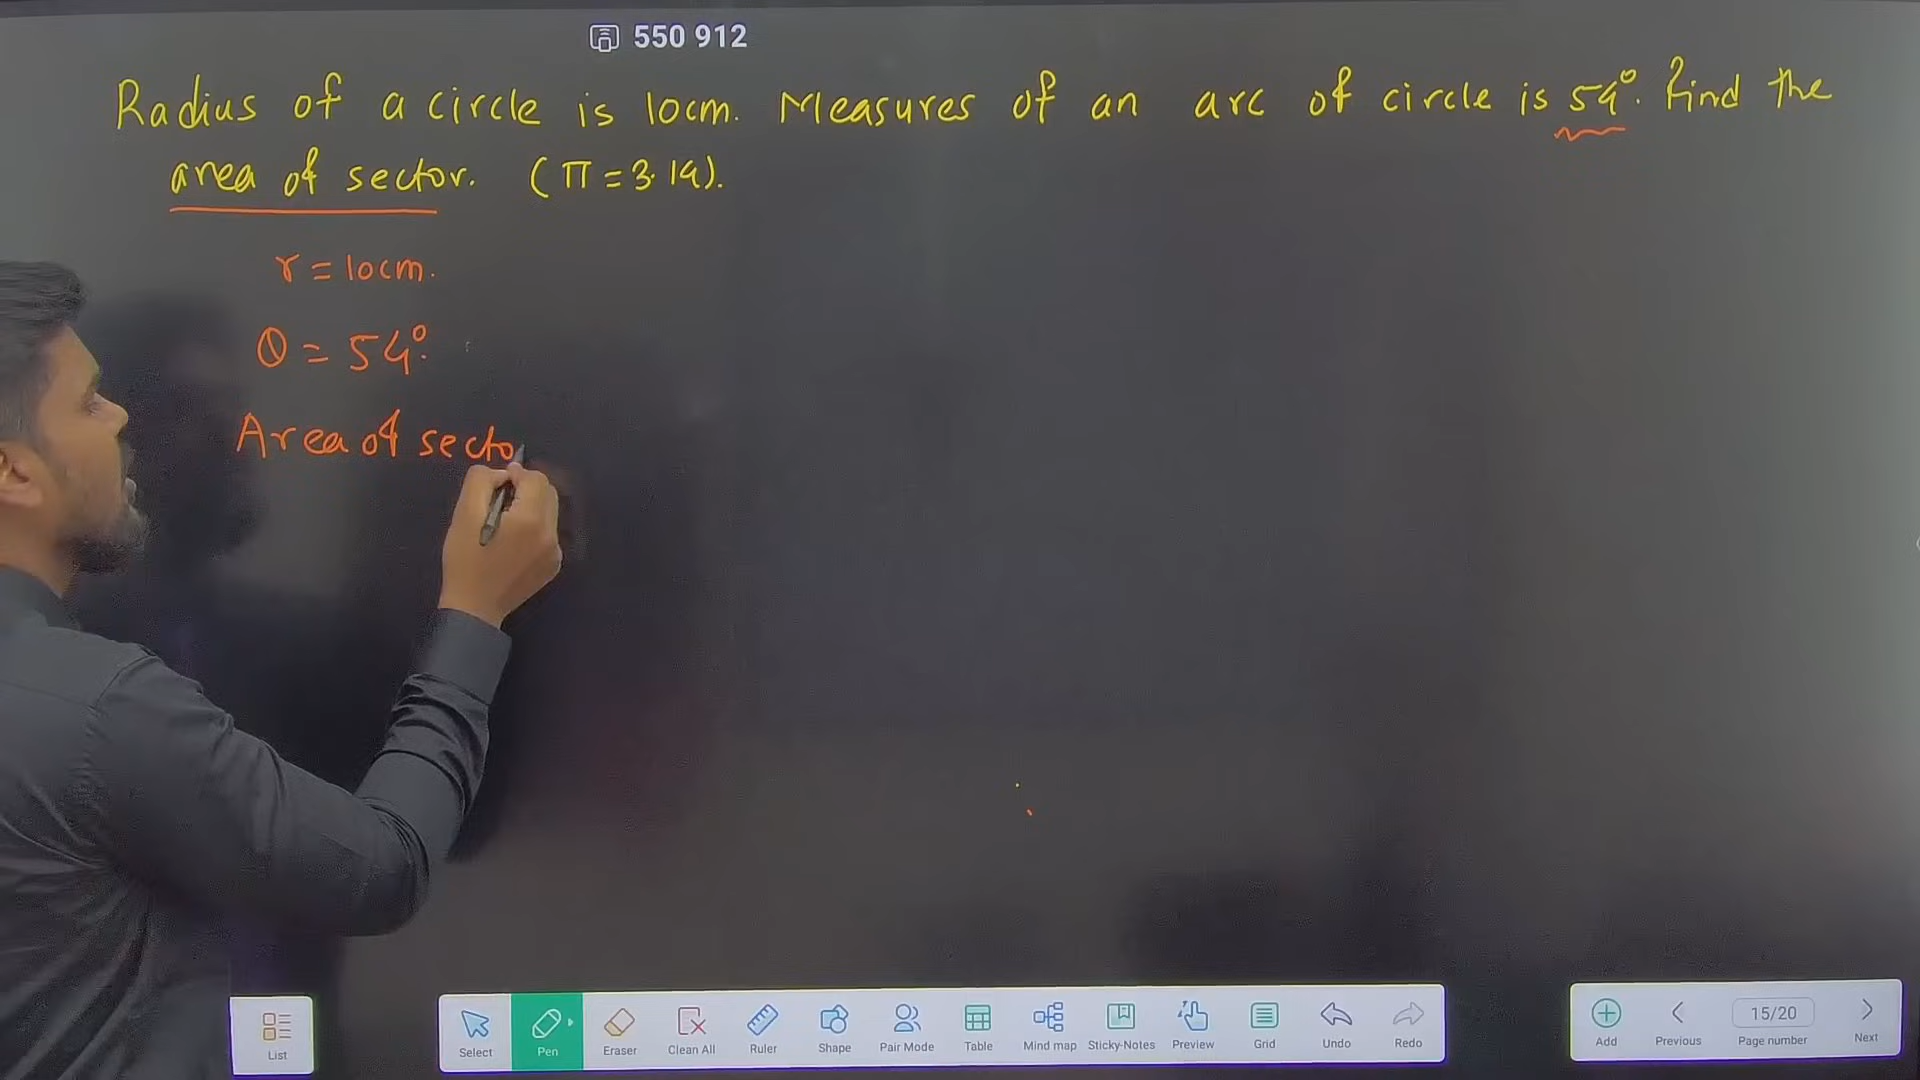 550 912
Radius of a circle is 10cm. Measures of an arc of circle is 54°. Find the
area of sector. (π = 3.14).
r = 10cm.
θ = 54°.
Area of secto
List
Select
Pen
Eraser
Clean All
Ruler
Shape
Pair Mode
Table
Mind map
Sticky-Notes
Preview
Grid
Undo
Redo
Add
Previous
15/20
Page number
Next